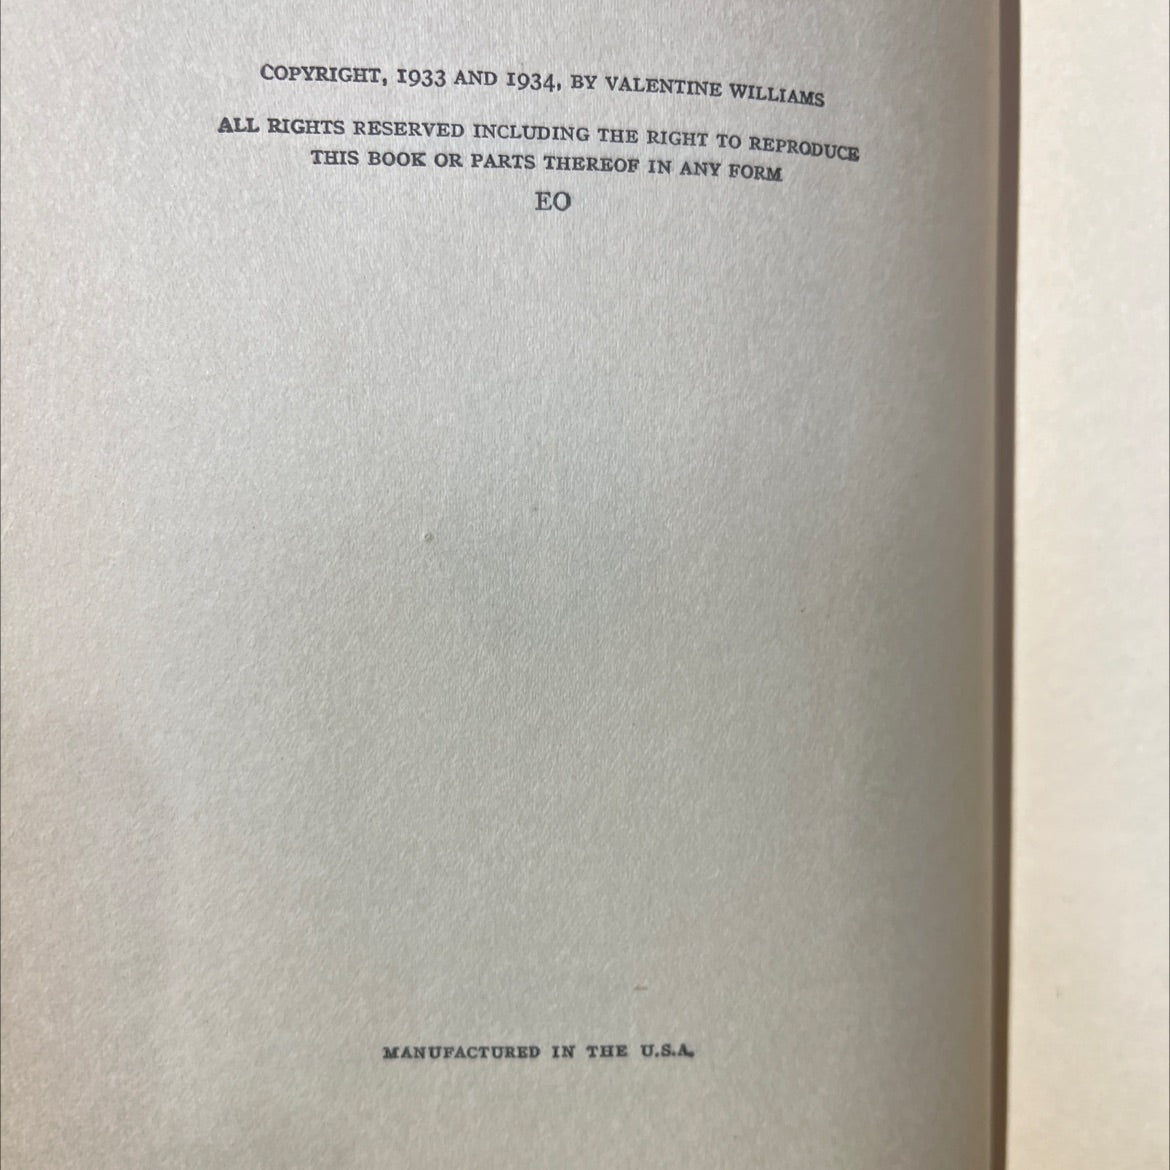 COPYRIGHT, 1933 AND 1934, BY VALENTINE WILLIAMS
ALL RIGHTS RESERVED INCLUDING THE RIGHT TO REPRODUCE
THIS BOOK OR PARTS THEREOF IN ANY FORM
EO
MANUFACTURED IN THE U.S.A.